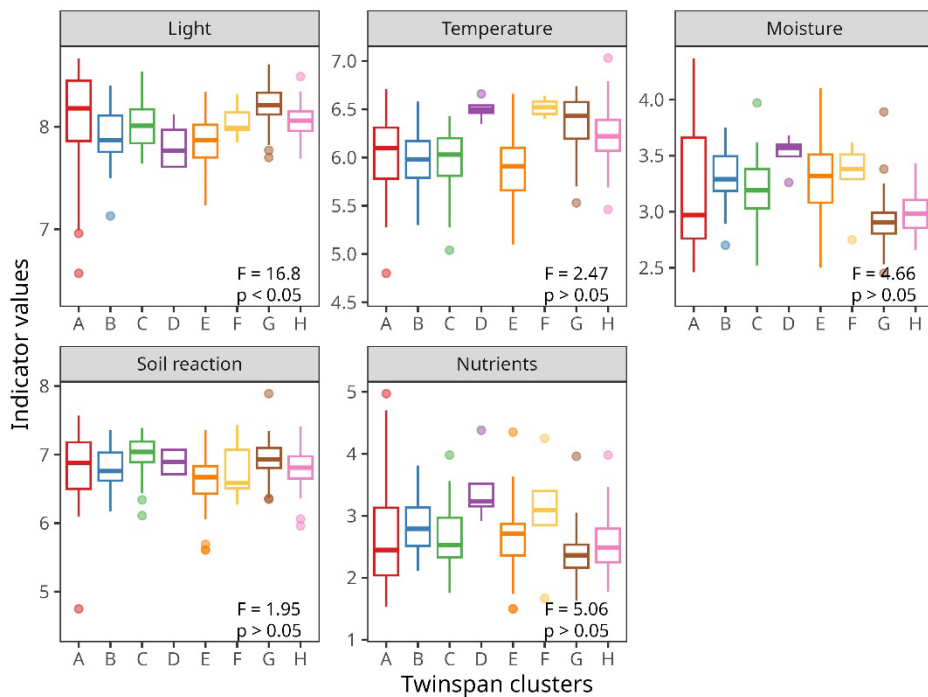 Light
8
7
F = 16.8
p < 0.05
A B C D E F G H
Temperature
7.0
6.5
6.0
5.5
5.0
4.5
F = 2.47
p > 0.05
A B C D E F G H
Moisture
4.0
3.5
3.0
2.5
F = 4.66
p > 0.05
A B C D E F G H
Indicator values
Soil reaction
8
7
6
5
F = 1.95
p > 0.05
A B C D E F G H
Nutrients
5
4
3
2
1
F = 5.06
p > 0.05
A B C D E F G H
Twinspan clusters